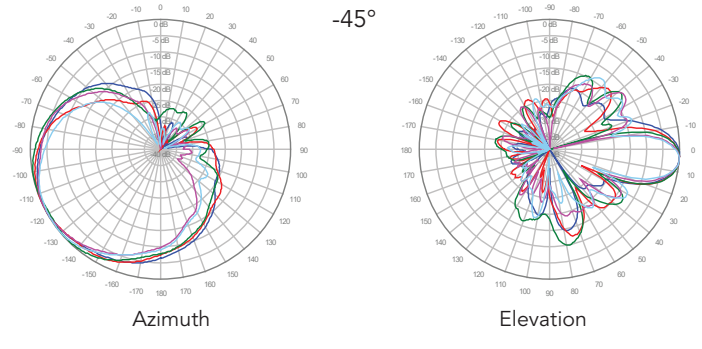 -45°
-10 0 10
-20 20
-30 30
-40 40
-50 50
-60 60
-70 70
-80 80
-90 90
-100 100
-110 110
-120 120
-130 130
-140 140
-150 150
-160 160
-170 180 170
0 dB
-5 dB
-10 dB
-15 dB
-20 dB
Azimuth
-100 -90 -80
-110 -70
-120 -60
-130 -50
-140 -40
-150 -30
-160 -20
-170 -10
180 0
170 10
160 20
150 30
140 40
130 50
120 60
110 70
100 90 80
0 dB
-5 dB
-10 dB
-15 dB
-20 dB
Elevation